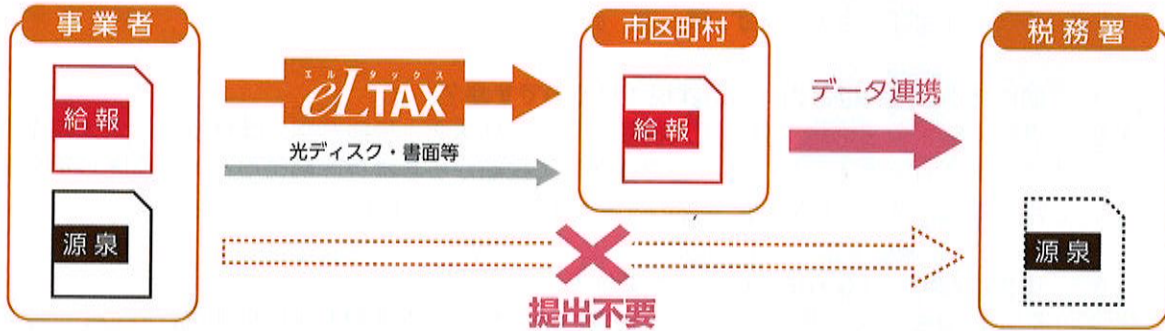 事業者
市区町村
税務署
エルタックス
eLTAX
データ連携
給報
給報
光ディスク・書面等
源泉
源泉
提出不要